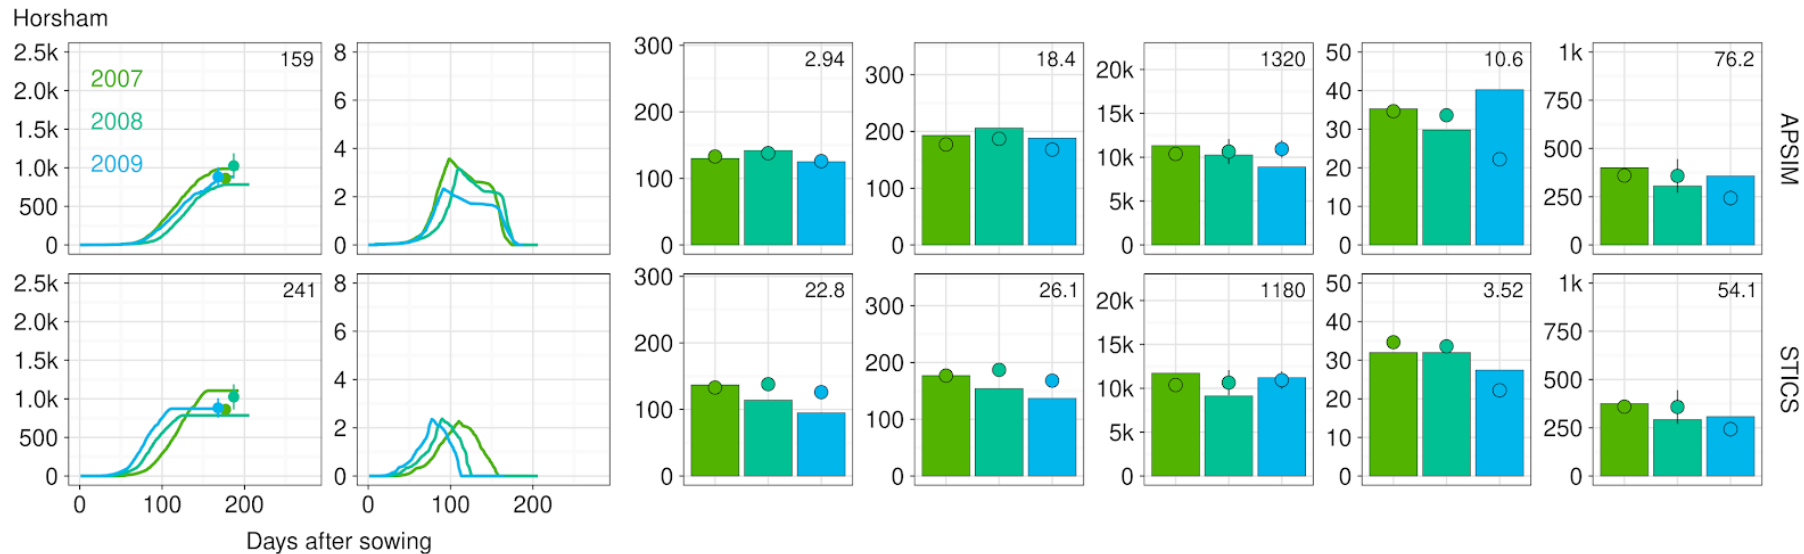 Horsham
2.5k
2.0k
1.5k
1.0k
500
0
159
2007
2008
2009
8
6
4
2
0
300
200
100
0
2.94
300
200
100
0
18.4
20k
15k
10k
5k
0
1320
50
40
30
20
10
0
10.6
1k
750
500
250
0
76.2
APSIM
2.5k
2.0k
1.5k
1.0k
500
0
241
0 100 200
8
6
4
2
0
0 100 200
300
200
100
0
22.8
300
200
100
0
26.1
20k
15k
10k
5k
0
1180
50
40
30
20
10
0
3.52
1k
750
500
250
0
54.1
STICS
Days after sowing